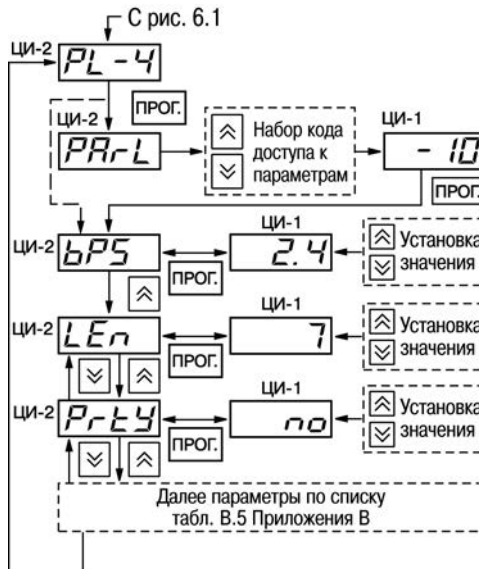 С рис. 6.1
ЦИ-2
PL-4
ПРОГ.
ЦИ-2
PArL
Набор кода
доступа к
параметрам
ЦИ-1
-10
ПРОГ.
ЦИ-2
bPS
ПРОГ.
ЦИ-1
2.4
Установка
значения
ЦИ-2
LEn
ПРОГ.
ЦИ-1
7
Установка
значения
ЦИ-2
PrtY
ПРОГ.
ЦИ-1
no
Установка
значения
Далее параметры по списку
табл. В.5 Приложения В